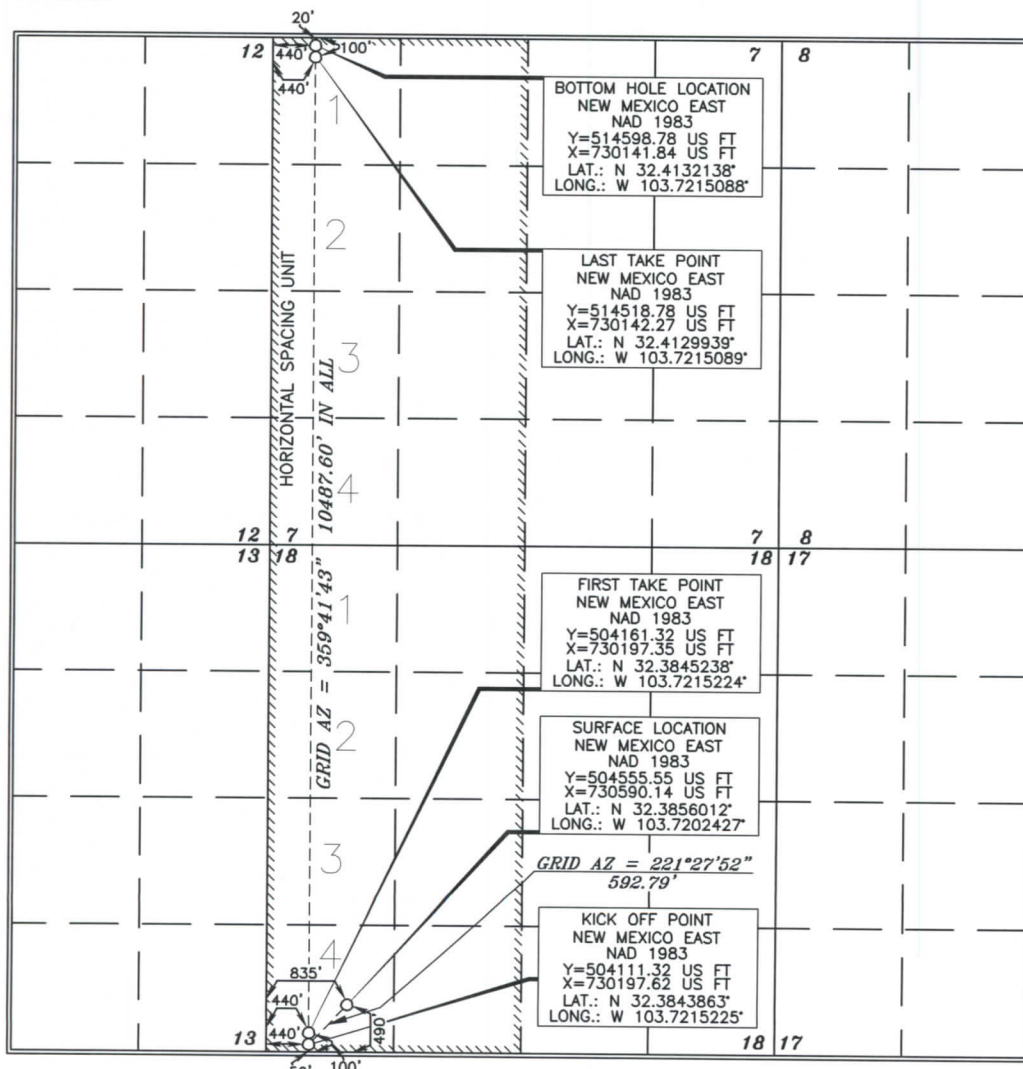 20'
12
440'
100'
7
8
440'
BOTTOM HOLE LOCATION
NEW MEXICO EAST
NAD 1983
Y=514598.78 US FT
X=730141.84 US FT
LAT.: N 32.4132138°
LONG.: W 103.7215088°
1
2
LAST TAKE POINT
NEW MEXICO EAST
NAD 1983
Y=514518.78 US FT
X=730142.27 US FT
LAT.: N 32.4129939°
LONG.: W 103.7215089°
HORIZONTAL SPACING UNIT
3
GRID AZ = 359°41'43" 10487.60' IN ALL
4
12
7
7
8
13
18
18
17
FIRST TAKE POINT
NEW MEXICO EAST
NAD 1983
Y=504161.32 US FT
X=730197.35 US FT
LAT.: N 32.3845238°
LONG.: W 103.7215224°
1
2
SURFACE LOCATION
NEW MEXICO EAST
NAD 1983
Y=504555.55 US FT
X=730590.14 US FT
LAT.: N 32.3856012°
LONG.: W 103.7202427°
3
GRID AZ = 221°27'52"
592.79'
KICK OFF POINT
NEW MEXICO EAST
NAD 1983
Y=504111.32 US FT
X=730197.62 US FT
LAT.: N 32.3843863°
LONG.: W 103.7215225°
4
835'
440'
440'
490'
13
18
17
50'
100'